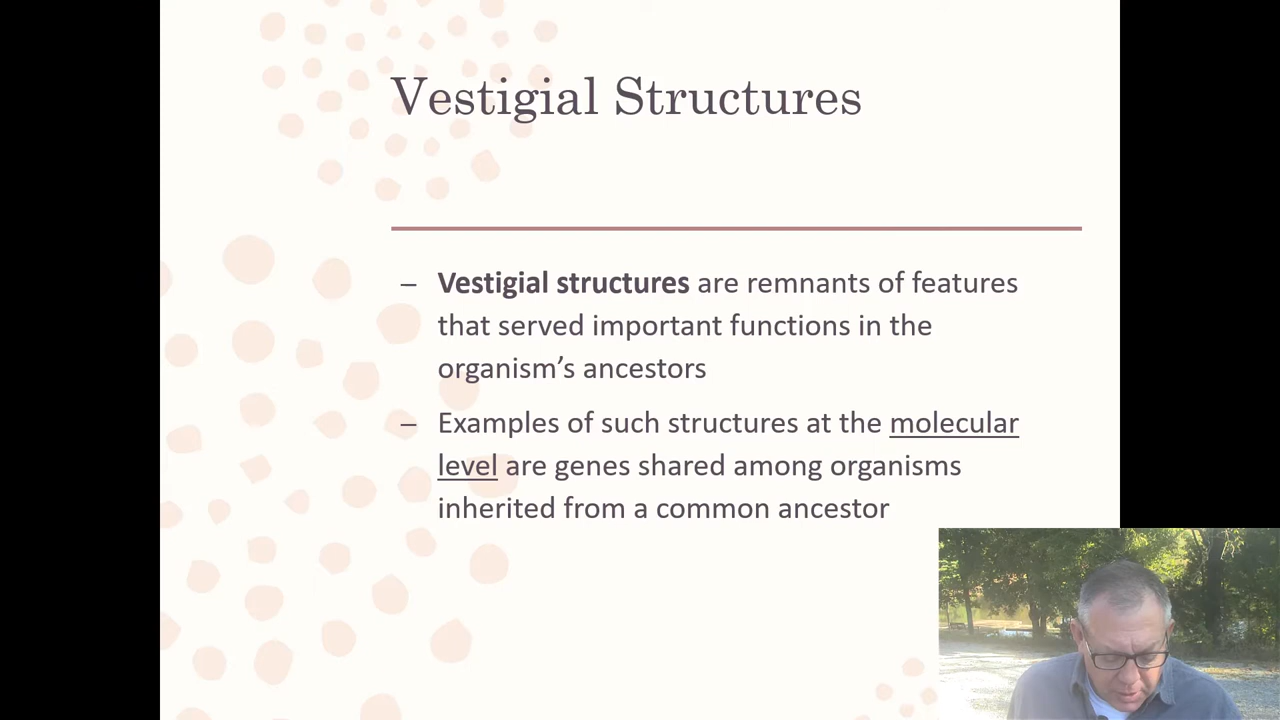 Vestigial Structures
– Vestigial structures are remnants of features
that served important functions in the
organism’s ancestors
– Examples of such structures at the molecular
level are genes shared among organisms
inherited from a common ancestor